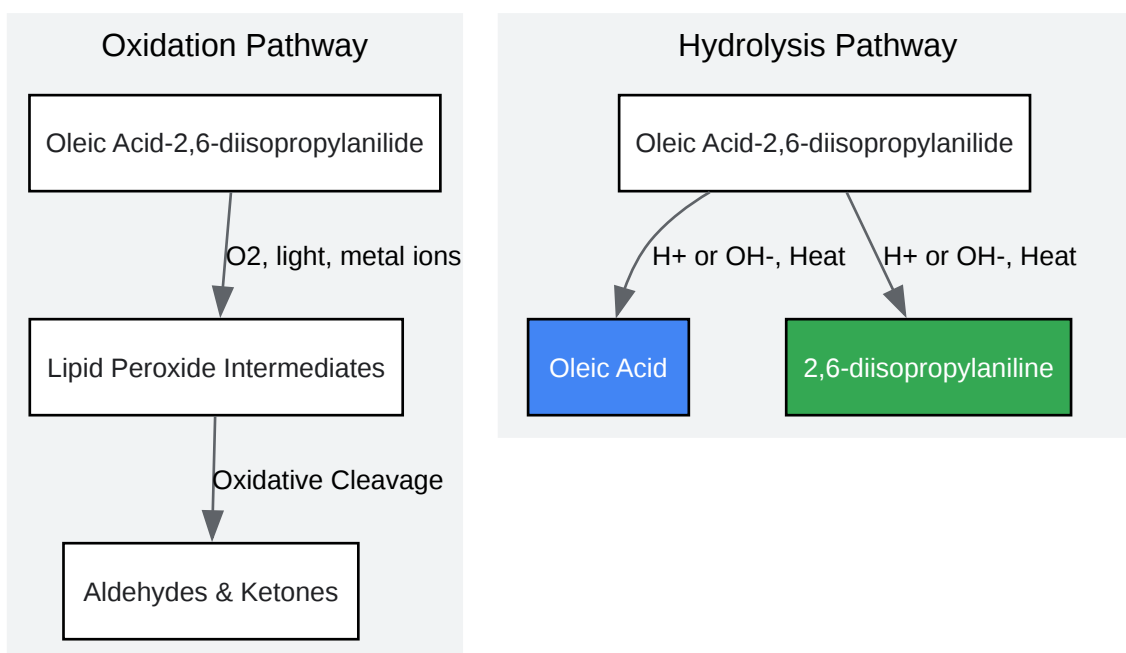 Oxidation Pathway
Oleic Acid-2,6-diisopropylanilide
O2, light, metal ions
Lipid Peroxide Intermediates
Oxidative Cleavage
Aldehydes & Ketones
Hydrolysis Pathway
Oleic Acid-2,6-diisopropylanilide
H+ or OH-, Heat
H+ or OH-, Heat
Oleic Acid
2,6-diisopropylaniline